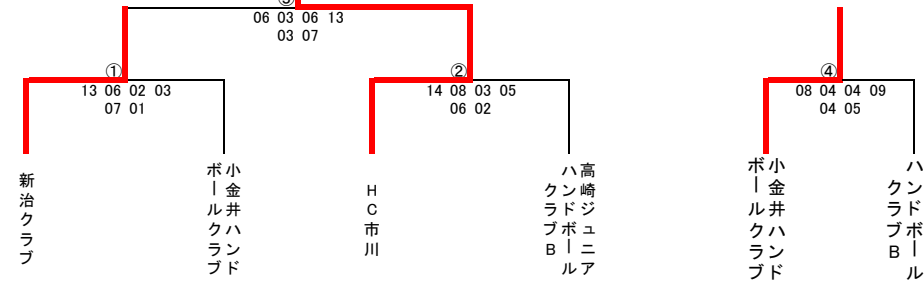 ③
06 03 06 13
03 07
①
13 06 02 03
07 01
②
14 08 03 05
06 02
④
08 04 04 09
04 05
新治クラブ
小金井ハンド
ボールクラブ
HC市川
高崎ジュニア
ハンドボール
クラブB
小金井ハンド
ボールクラブ
ハンドボール
クラブB